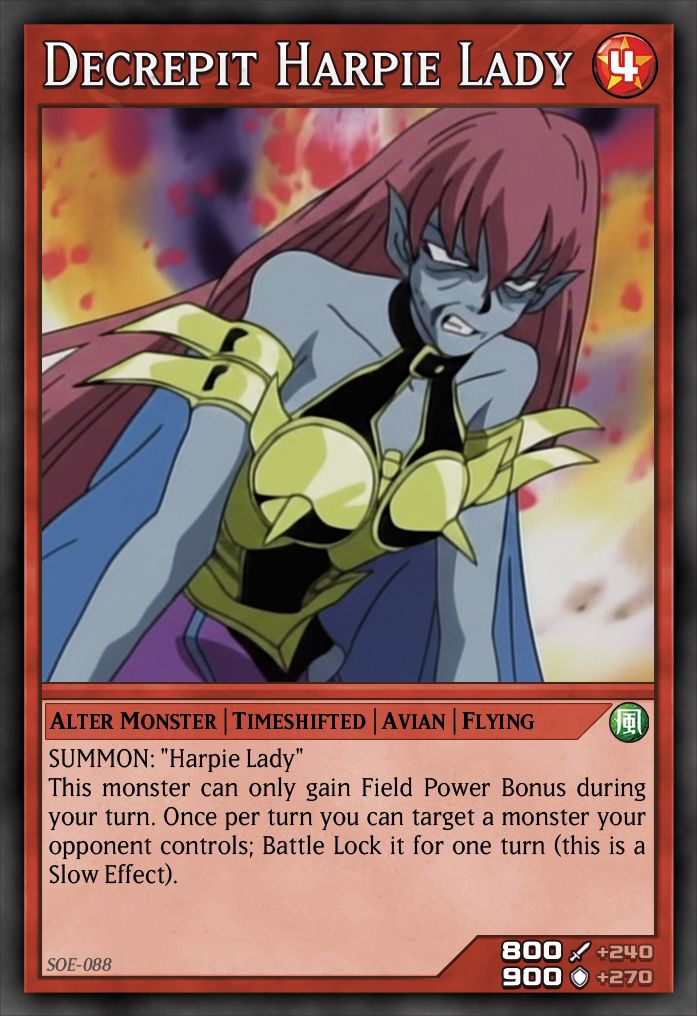 Decrepit Harpie Lady 4
Alter Monster | Timeshifted | Avian | Flying 風
SUMMON: "Harpie Lady"
This monster can only gain Field Power Bonus during
your turn. Once per turn you can target a monster your
opponent controls; Battle Lock it for one turn (this is a
Slow Effect).
800 +240
SOE-088
900 +270